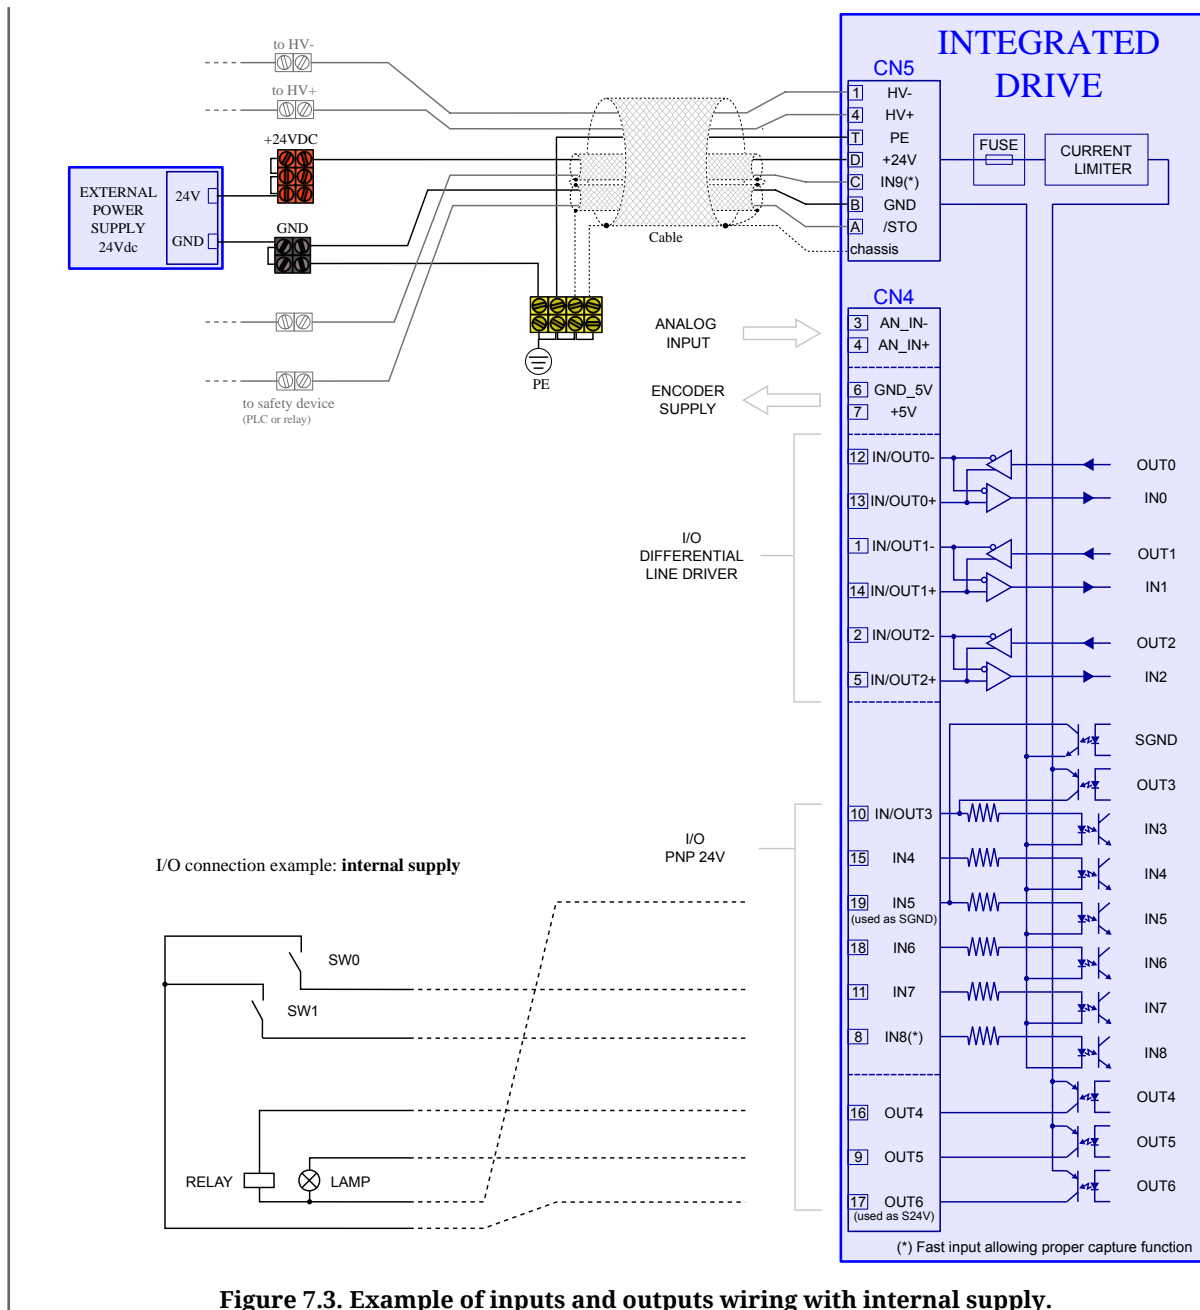 INTEGRATED
DRIVE
to HV-
to HV+
+24VDC
EXTERNAL
POWER
SUPPLY
24Vdc
24V
GND
GND
Cable
PE
to safety device
(PLC or relay)
CN5
1 HV-
4 HV+
T PE
D +24V
C IN9(*)
B GND
A /STO
chassis
FUSE
CURRENT
LIMITER
CN4
ANALOG
INPUT
3 AN_IN-
4 AN_IN+
ENCODER
SUPPLY
6 GND_5V
7 +5V
I/O
DIFFERENTIAL
LINE DRIVER
12 IN/OUT0-
13 IN/OUT0+
1 IN/OUT1-
14 IN/OUT1+
2 IN/OUT2-
5 IN/OUT2+
OUT0
IN0
OUT1
IN1
OUT2
IN2
SGND
OUT3
I/O
PNP 24V
10 IN/OUT3
15 IN4
19 IN5
(used as SGND)
18 IN6
11 IN7
8 IN8(*)
16 OUT4
9 OUT5
17 OUT6
(used as S24V)
IN3
IN4
IN5
IN6
IN7
IN8
OUT4
OUT5
OUT6
I/O connection example: internal supply
SW0
SW1
RELAY
LAMP
(*) Fast input allowing proper capture function
Figure 7.3. Example of inputs and outputs wiring with internal supply.